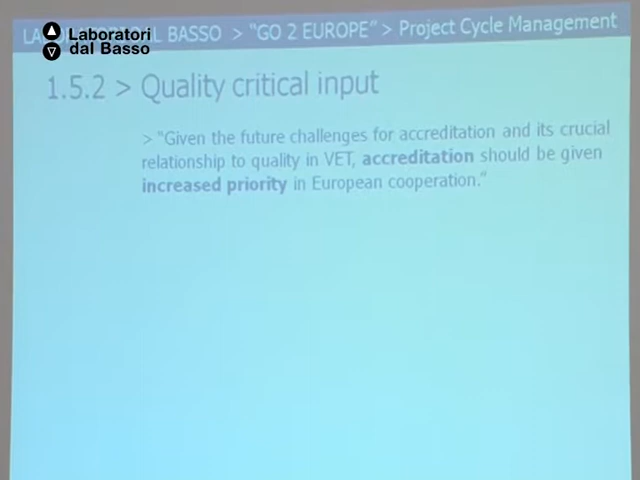 LABORATORI DAL BASSO > "GO 2 EUROPE" > Project Cycle Management
Laboratori
dal Basso
1.5.2 > Quality critical input
> "Given the future challenges for accreditation and its crucial
relationship to quality in VET, accreditation should be given
increased priority in European cooperation."